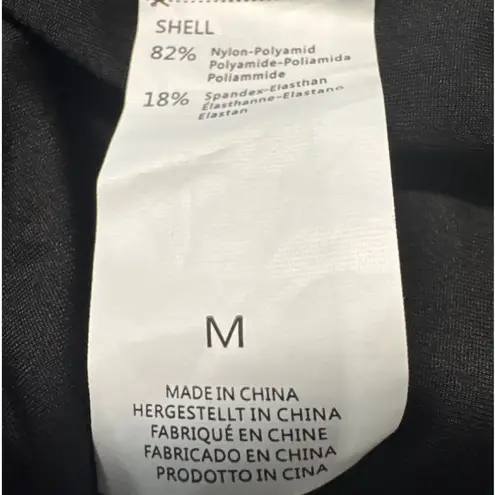 SHELL
82% Nylon-Polyamid
Polyamide-Poliamida
Poliammide
18% Spandex-Elasthan
Élasthanne-Elastano
Elastan
M
MADE IN CHINA
HERGESTELLT IN CHINA
FABRIQUÉ EN CHINE
FABRICADO EN CHINA
PRODOTTO IN CINA